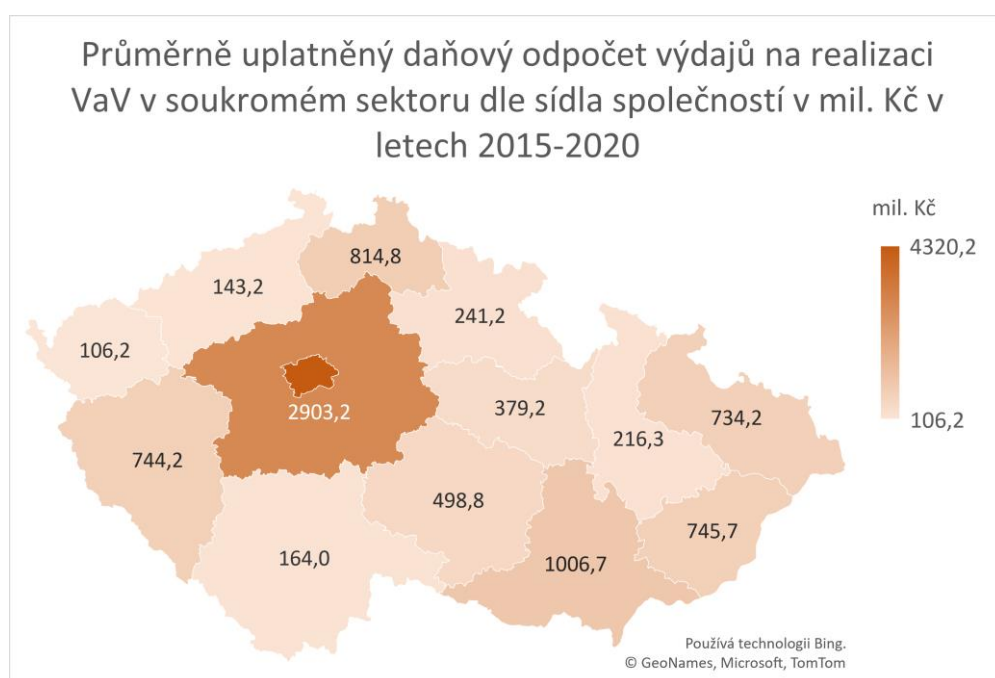 Průměrně uplatněný daňový odpočet výdajů na realizaci
VaV v soukromém sektoru dle sídla společností v mil. Kč v
letech 2015-2020
mil. Kč
4320,2
106,2
814,8
143,2
241,2
106,2
2903,2
379,2
734,2
216,3
744,2
498,8
745,7
164,0
1006,7
Používá technologii Bing.
© GeoNames, Microsoft, TomTom